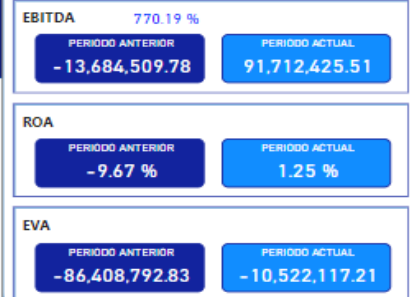 EBITDA 770.19 %
PERIODO ANTERIOR PERIODO ACTUAL
-13,684,509.78 91,712,425.51
ROA
PERIODO ANTERIOR PERIODO ACTUAL
-9.67 % 1.25 %
EVA
PERIODO ANTERIOR PERIODO ACTUAL
-86,408,792.83 -10,522,117.21